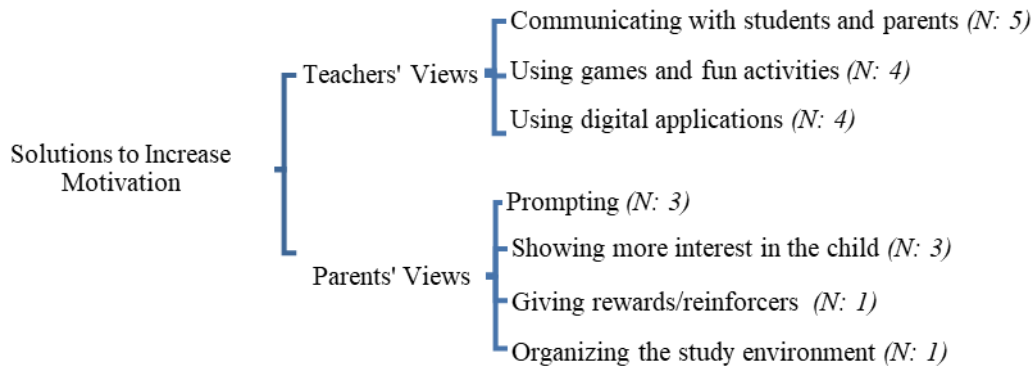 Solutions to Increase
Motivation
Teachers' Views
Communicating with students and parents (N: 5)
Using games and fun activities (N: 4)
Using digital applications (N: 4)
Parents' Views
Prompting (N: 3)
Showing more interest in the child (N: 3)
Giving rewards/reinforcers (N: 1)
Organizing the study environment (N: 1)